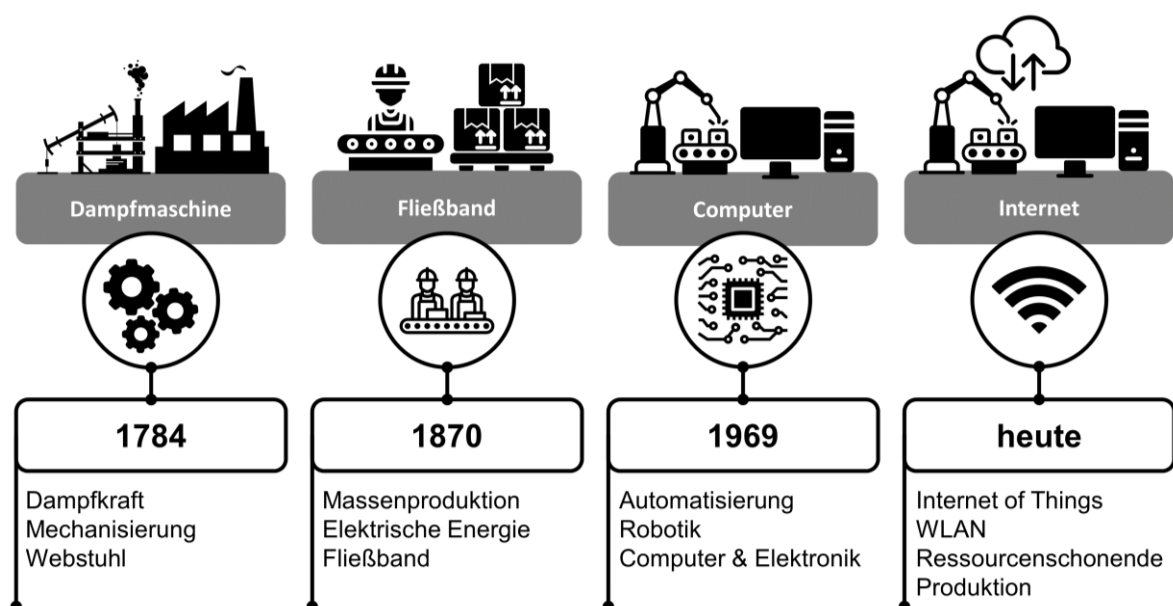 Dampfmaschine
Fließband
Computer
Internet
1784
1870
1969
heute
Dampfkraft
Mechanisierung
Webstuhl
Massenproduktion
Elektrische Energie
Fließband
Automatisierung
Robotik
Computer & Elektronik
Internet of Things
WLAN
Ressourcenschonende
Produktion